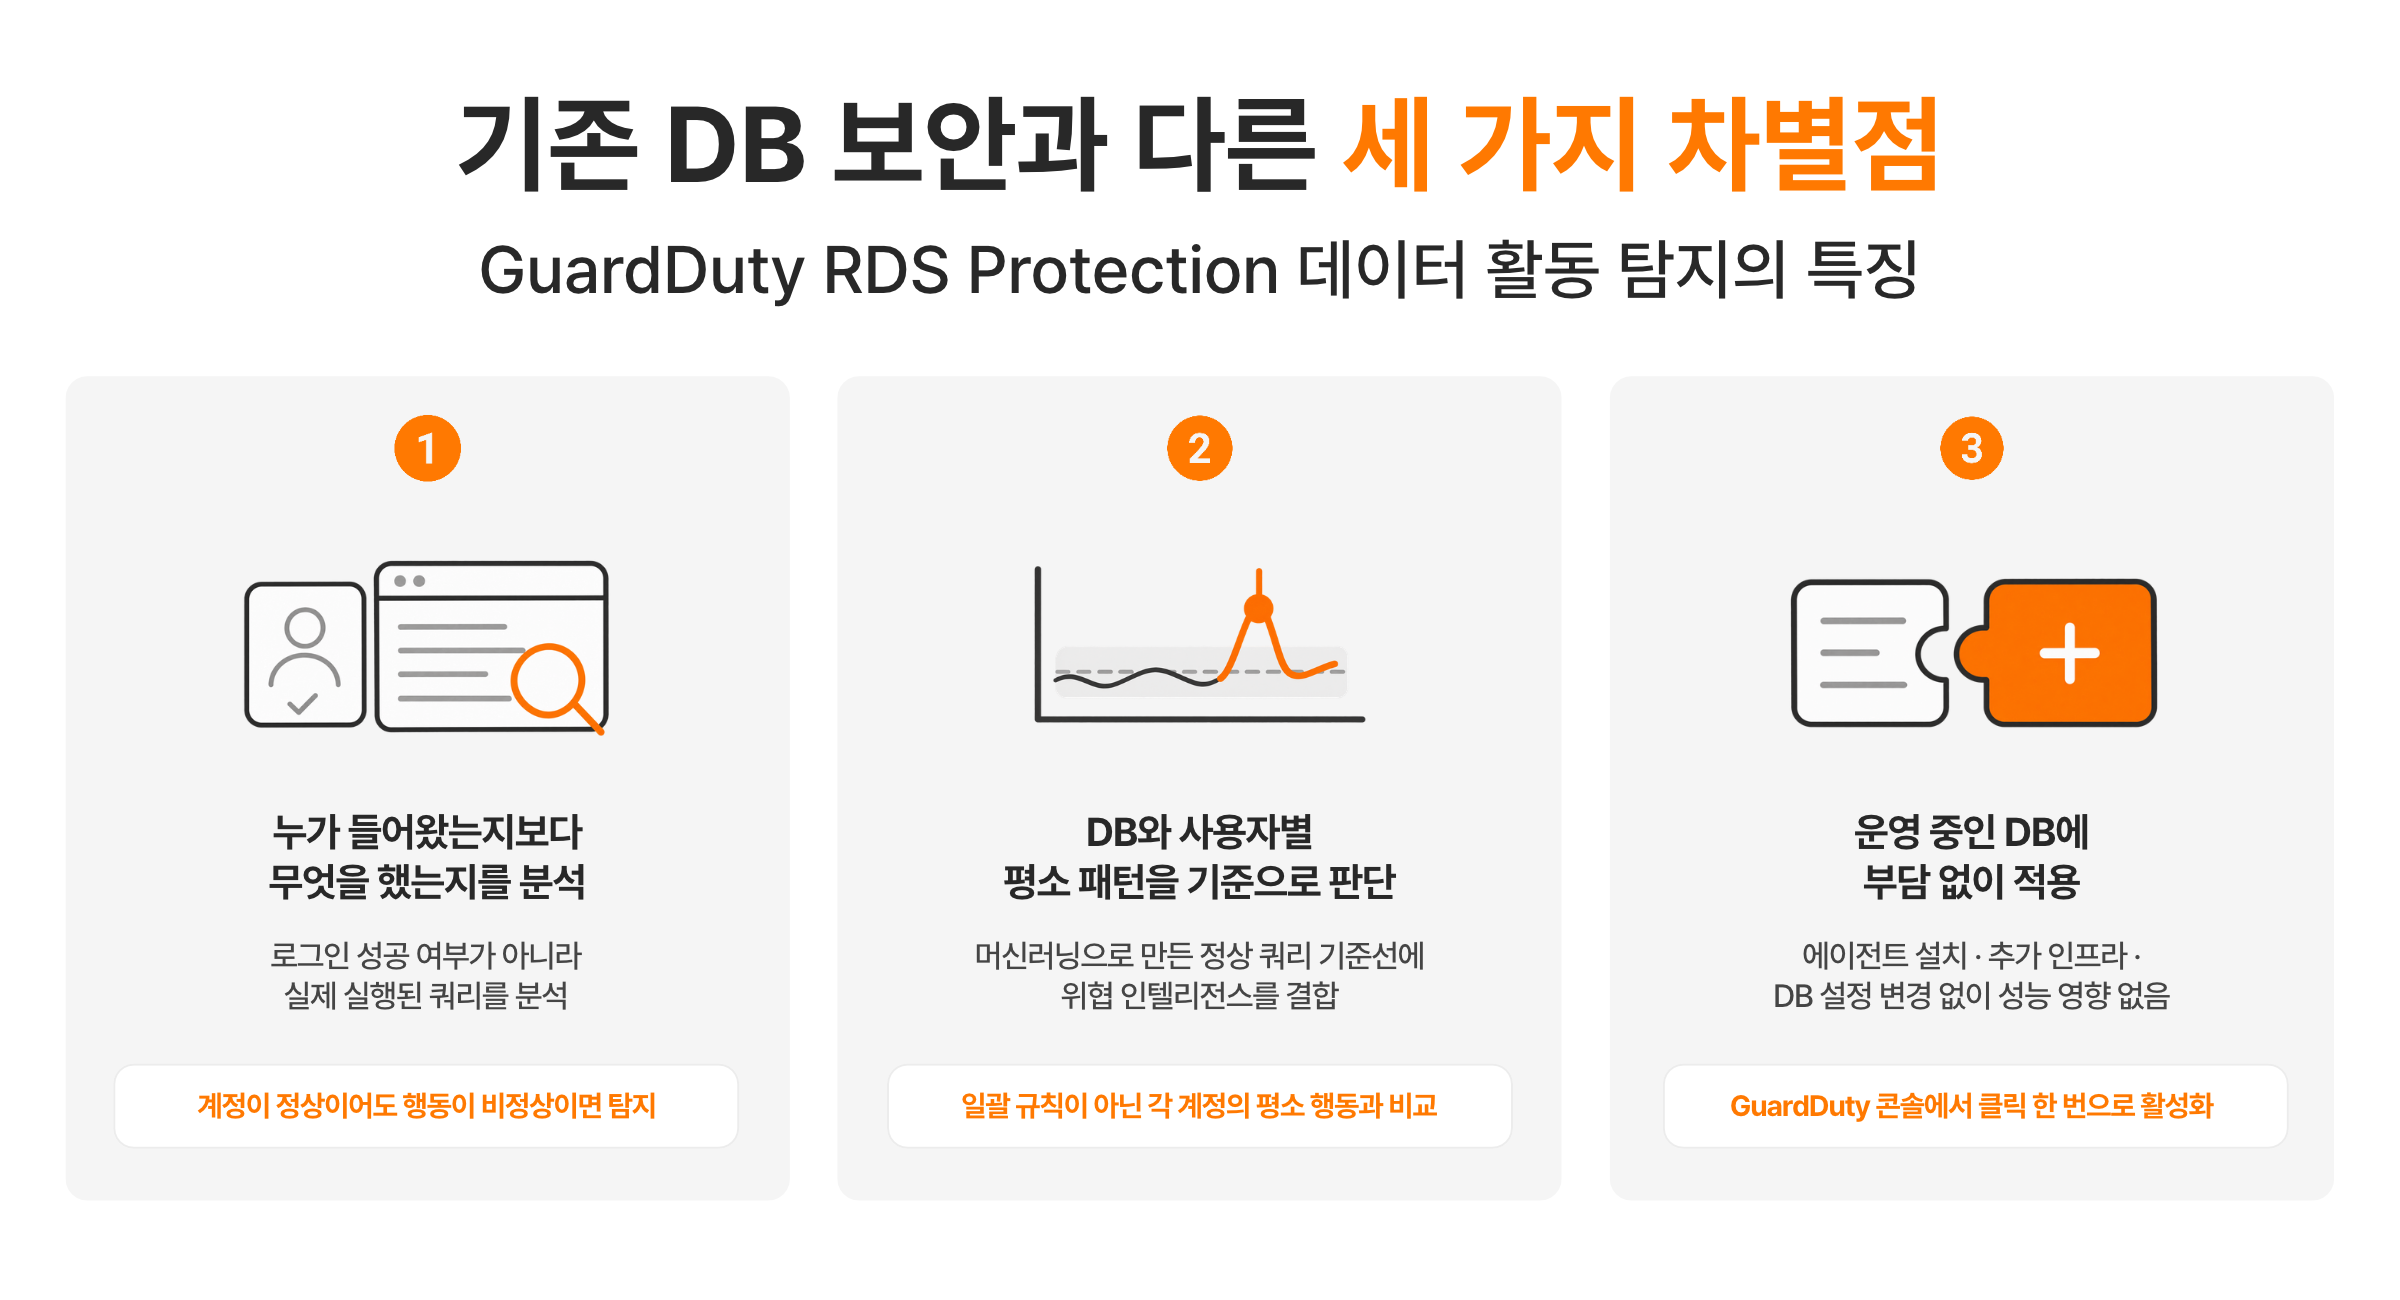 기존 DB 보안과 다른 세 가지 차별점
GuardDuty RDS Protection 데이터 활동 탐지의 특징
1
누가 들어왔는지보다
무엇을 했는지를 분석
로그인 성공 여부가 아니라
실제 실행된 쿼리를 분석
계정이 정상이어도 행동이 비정상이면 탐지
2
DB와 사용자별
평소 패턴을 기준으로 판단
머신러닝으로 만든 정상 쿼리 기준선에
위협 인텔리전스를 결합
일괄 규칙이 아닌 각 계정의 평소 행동과 비교
3
운영 중인 DB에
부담 없이 적용
에이전트 설치 · 추가 인프라 ·
DB 설정 변경 없이 성능 영향 없음
GuardDuty 콘솔에서 클릭 한 번으로 활성화